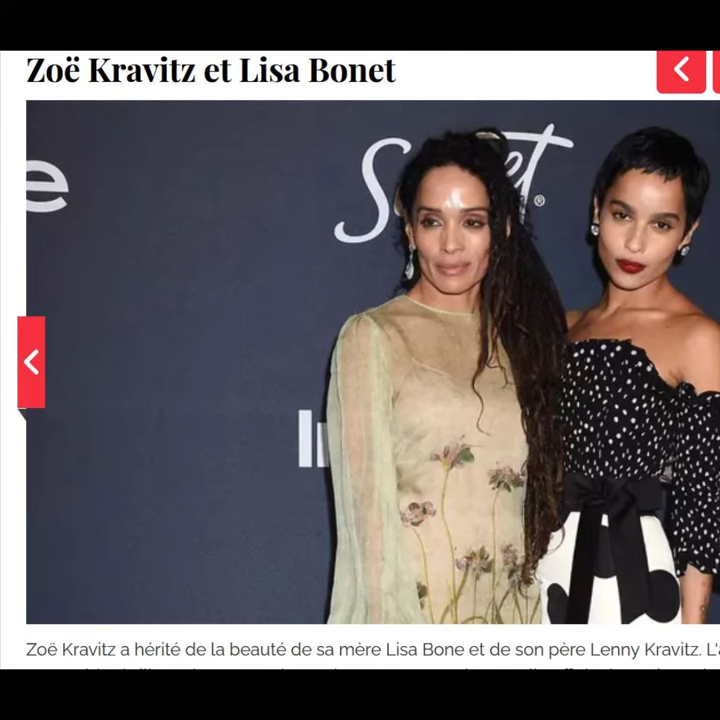 Zoë Kravitz et Lisa Bonet
e
Zoë Kravitz a hérité de la beauté de sa mère Lisa Bone et de son père Lenny Kravitz. L'a